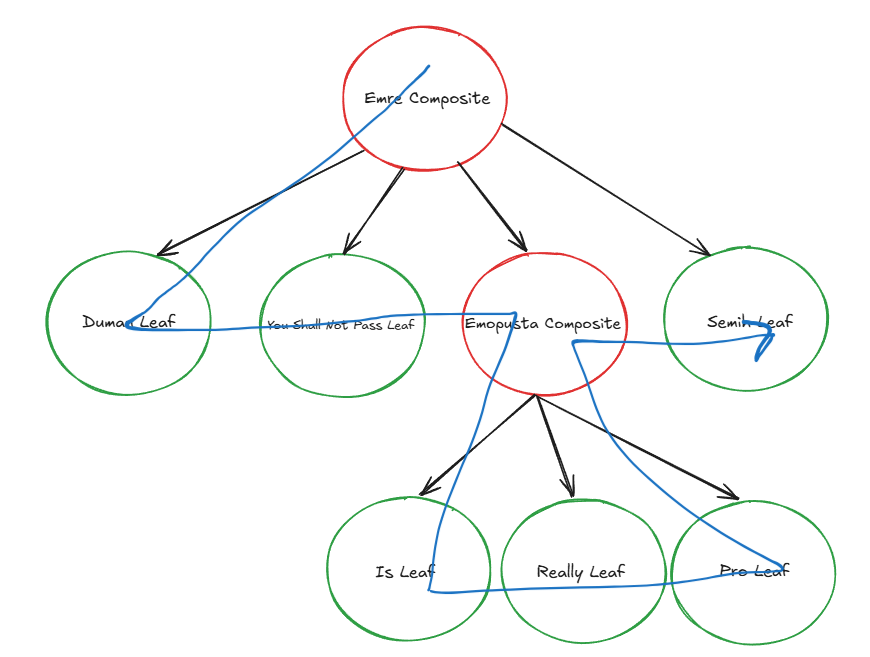 Emre Composite
Duman Leaf
You Shall Not Pass Leaf
Emopusta Composite
Semih Leaf
Is Leaf
Really Leaf
Pro Leaf